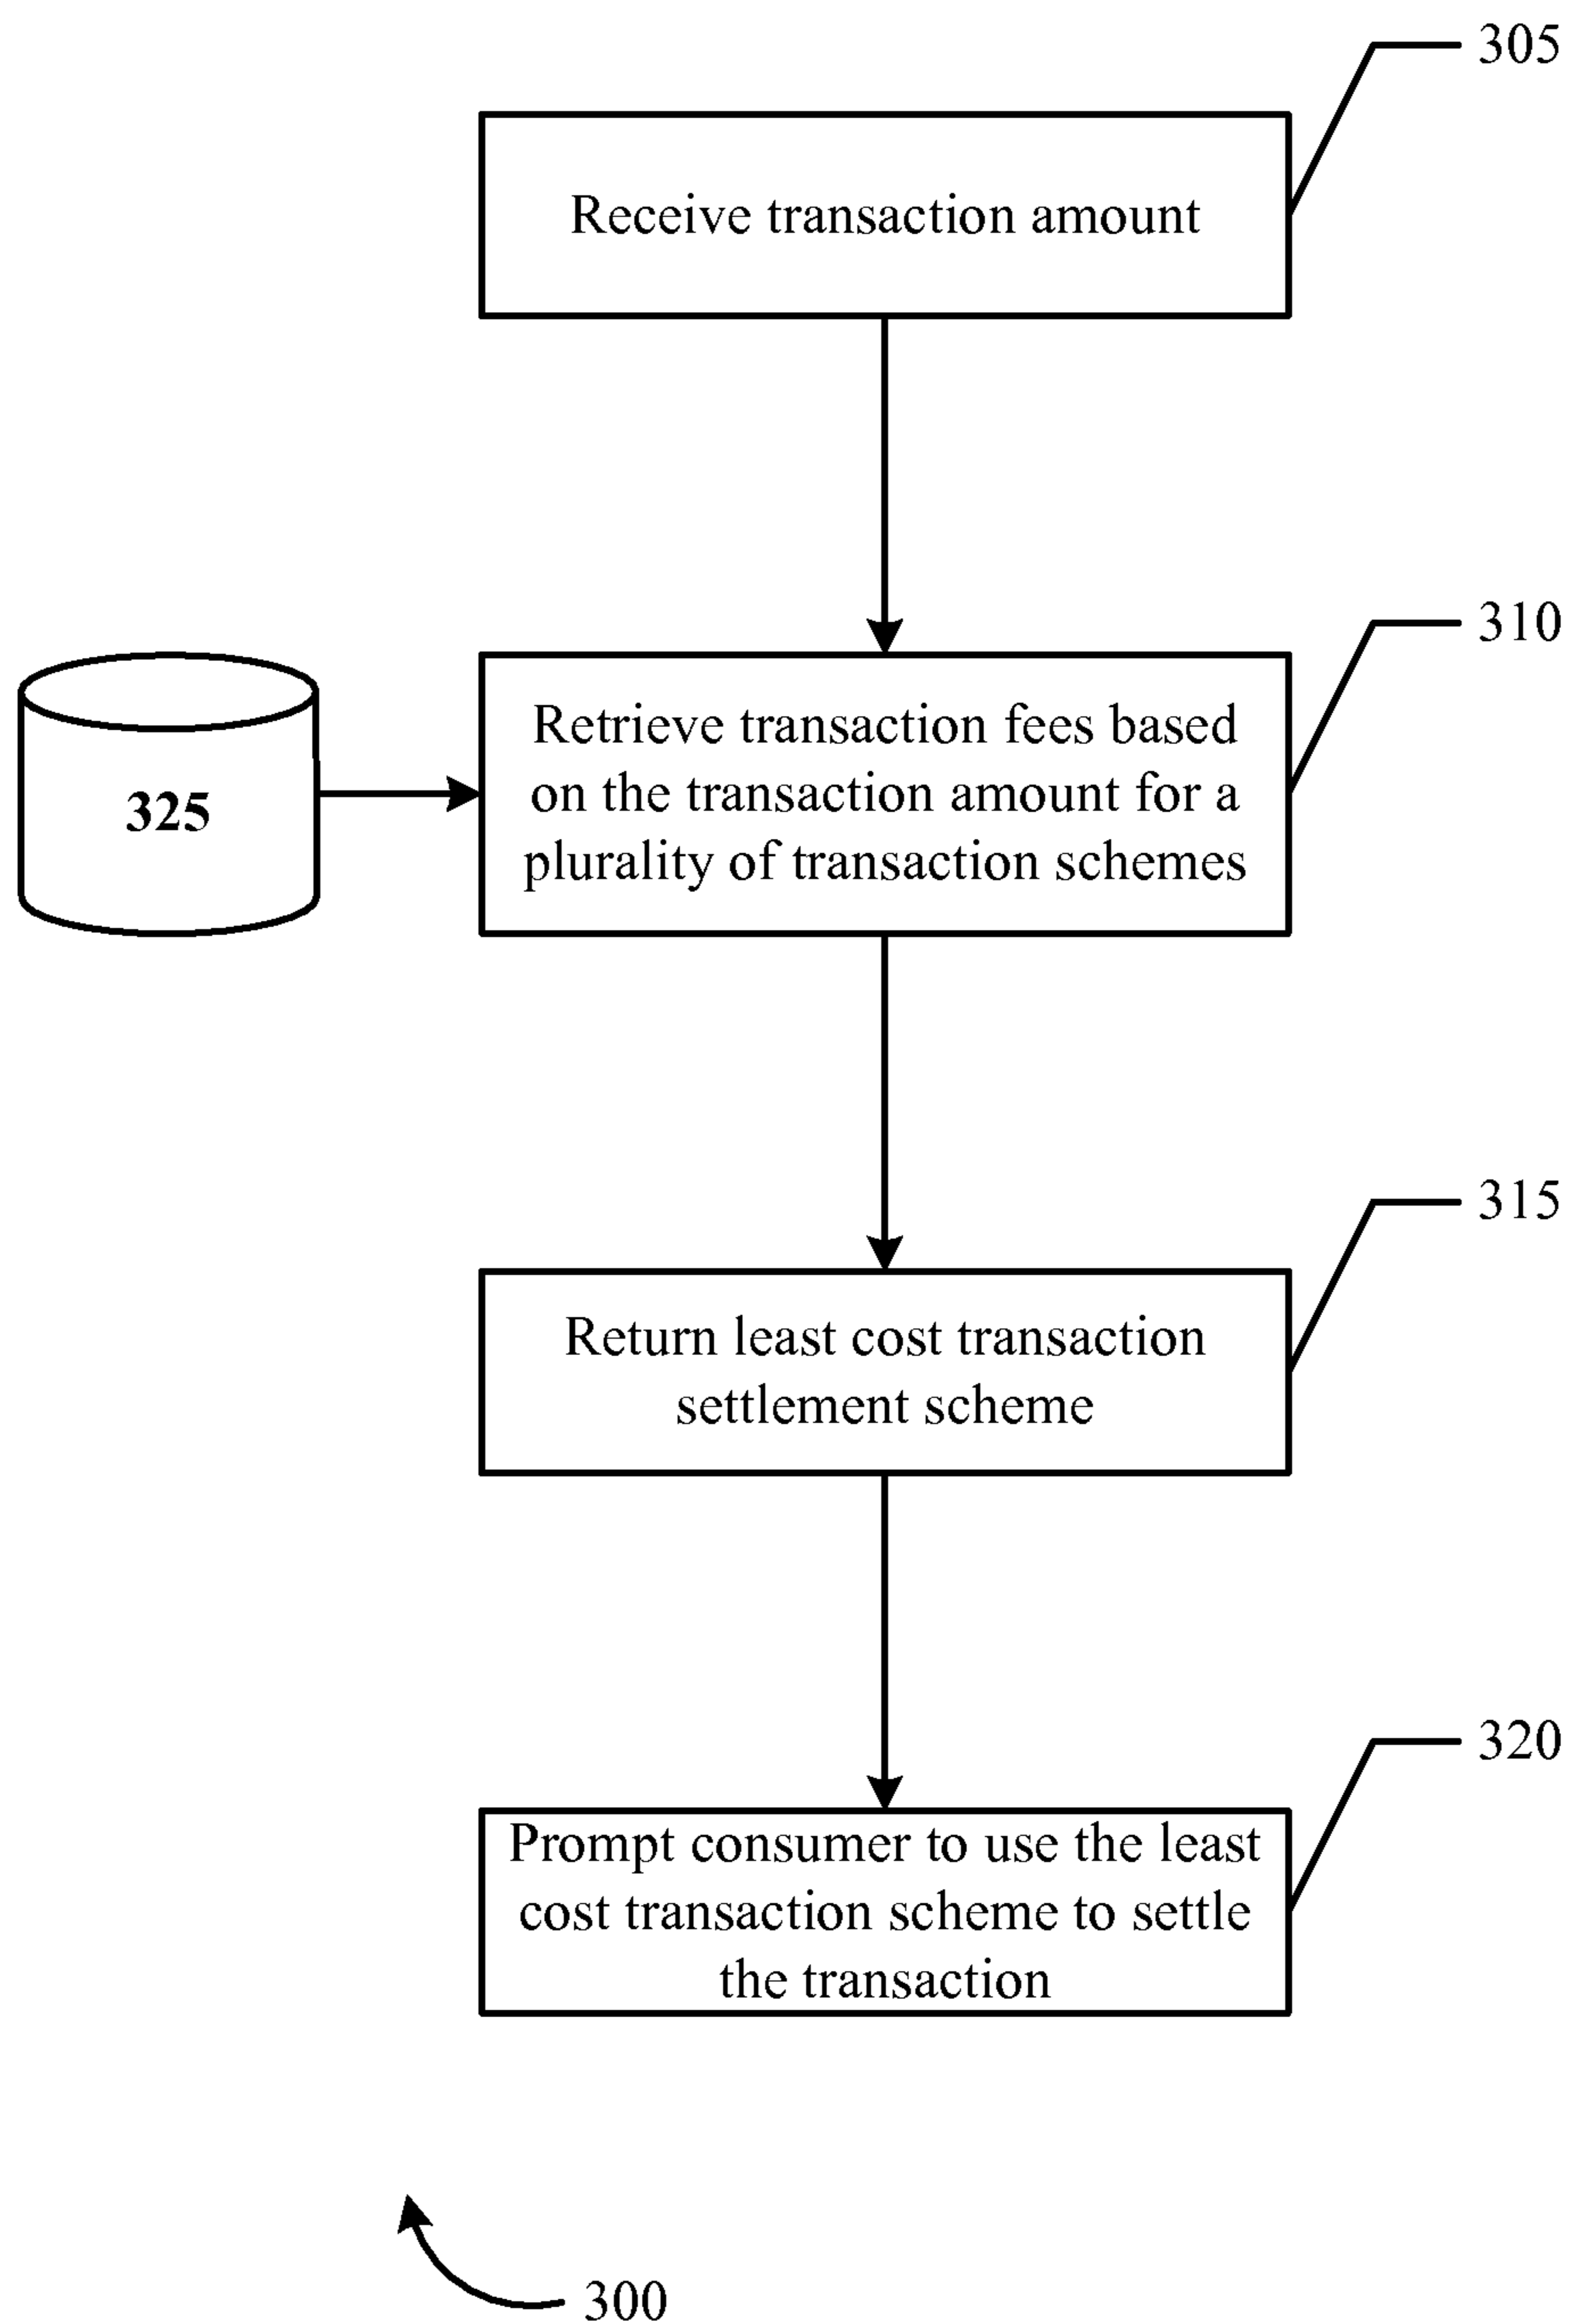 305
Receive transaction amount
310
Retrieve transaction fees based
on the transaction amount for a
plurality of transaction schemes
325
315
Return least cost transaction
settlement scheme
320
Prompt consumer to use the least
cost transaction scheme to settle
the transaction
300